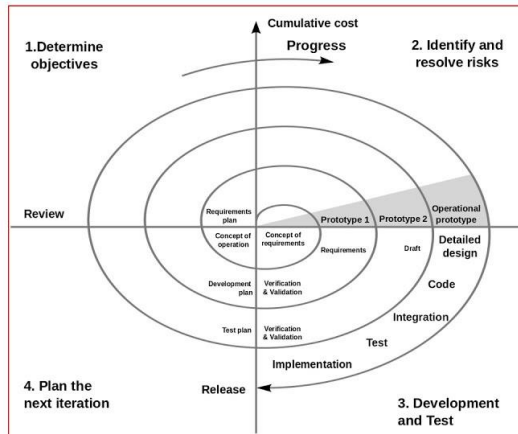 Cumulative cost
1.Determine
objectives
Progress
2. Identify and
resolve risks
Requirements
plan
Operational
Prototype 1
Prototype 2
prototype
Review
Concept of
operation
Concept of
requirements
Requirements
Draft
Detailed
design
Development
plan
Verification
& Validation
Code
Integration
Test plan
Verification
& Validation
Test
Implementation
4. Plan the
next iteration
Release
3. Development
and Test